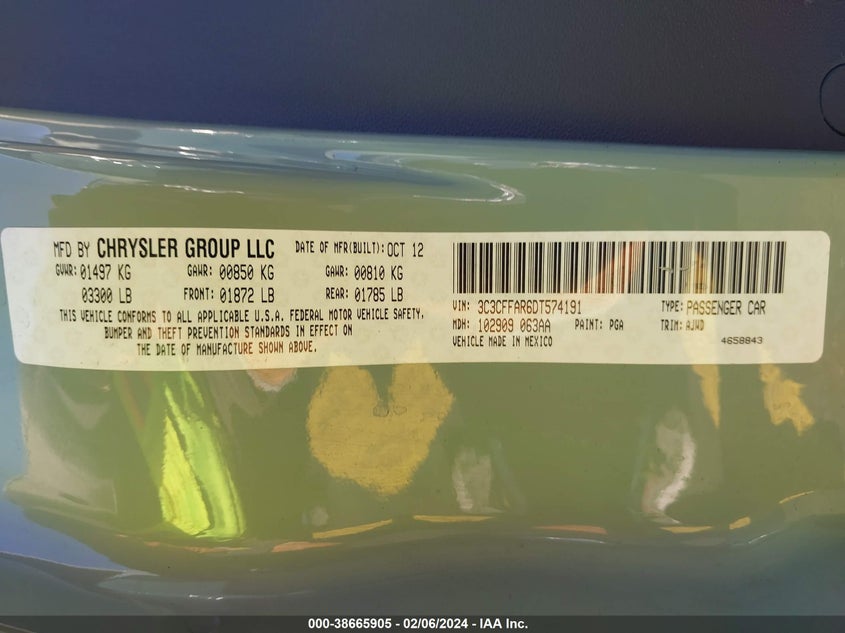 MFD BY CHRYSLER GROUP LLC DATE OF MFR(BUILT): OCT 12
GVWR: 01497 KG GAWR: 00850 KG GAWR: 00810 KG
03300 LB FRONT: 01872 LB REAR: 01785 LB
THIS VEHICLE CONFORMS TO ALL APPLICABLE U.S.A. FEDERAL MOTOR VEHICLE SAFETY,
BUMPER AND THEFT PREVENTION STANDARDS IN EFFECT ON
THE DATE OF MANUFACTURE SHOWN ABOVE.
VIN: 3C3CFFAR6DT574191 TYPE: PASSENGER CAR
MDH: 102909 063AA PAINT: PGA TRIM: AJWD
VEHICLE MADE IN MEXICO 4658843
000-38665905 - 02/06/2024 - IAA Inc.